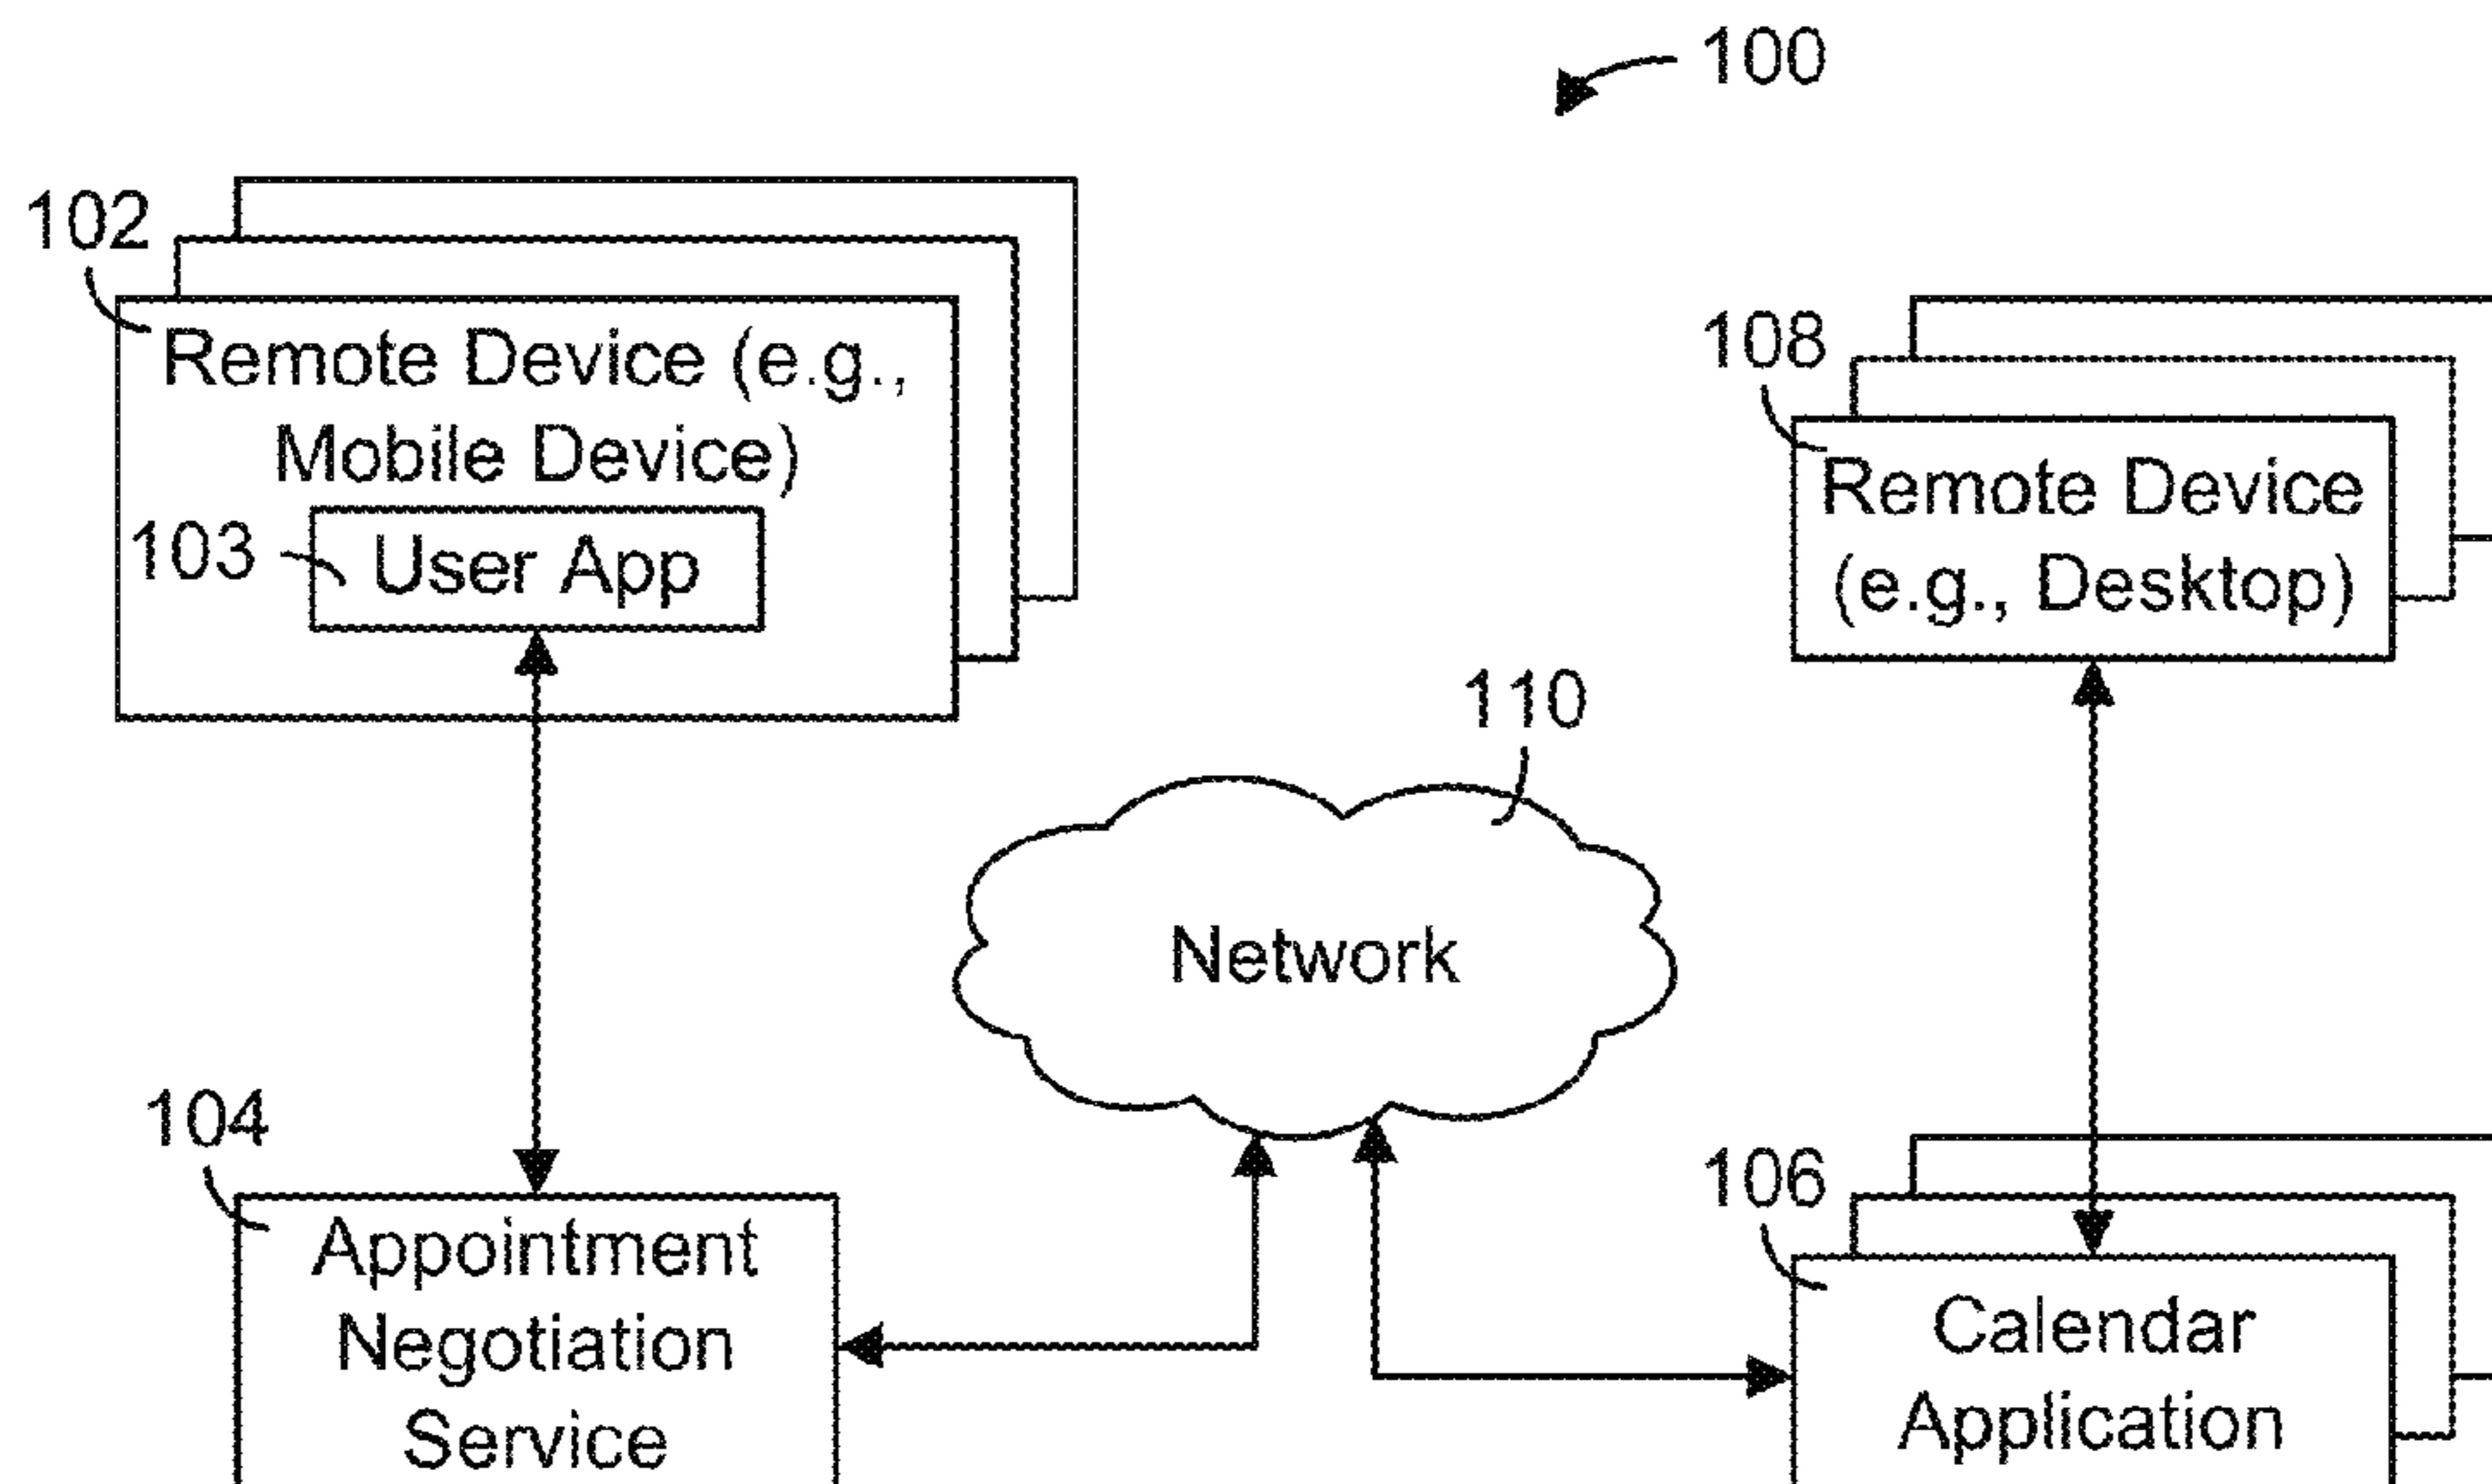 100
102
Remote Device (e.g.,
Mobile Device)
103
User App
108
Remote Device
(e.g., Desktop)
110
Network
104
Appointment
Negotiation
Service
106
Calendar
Application